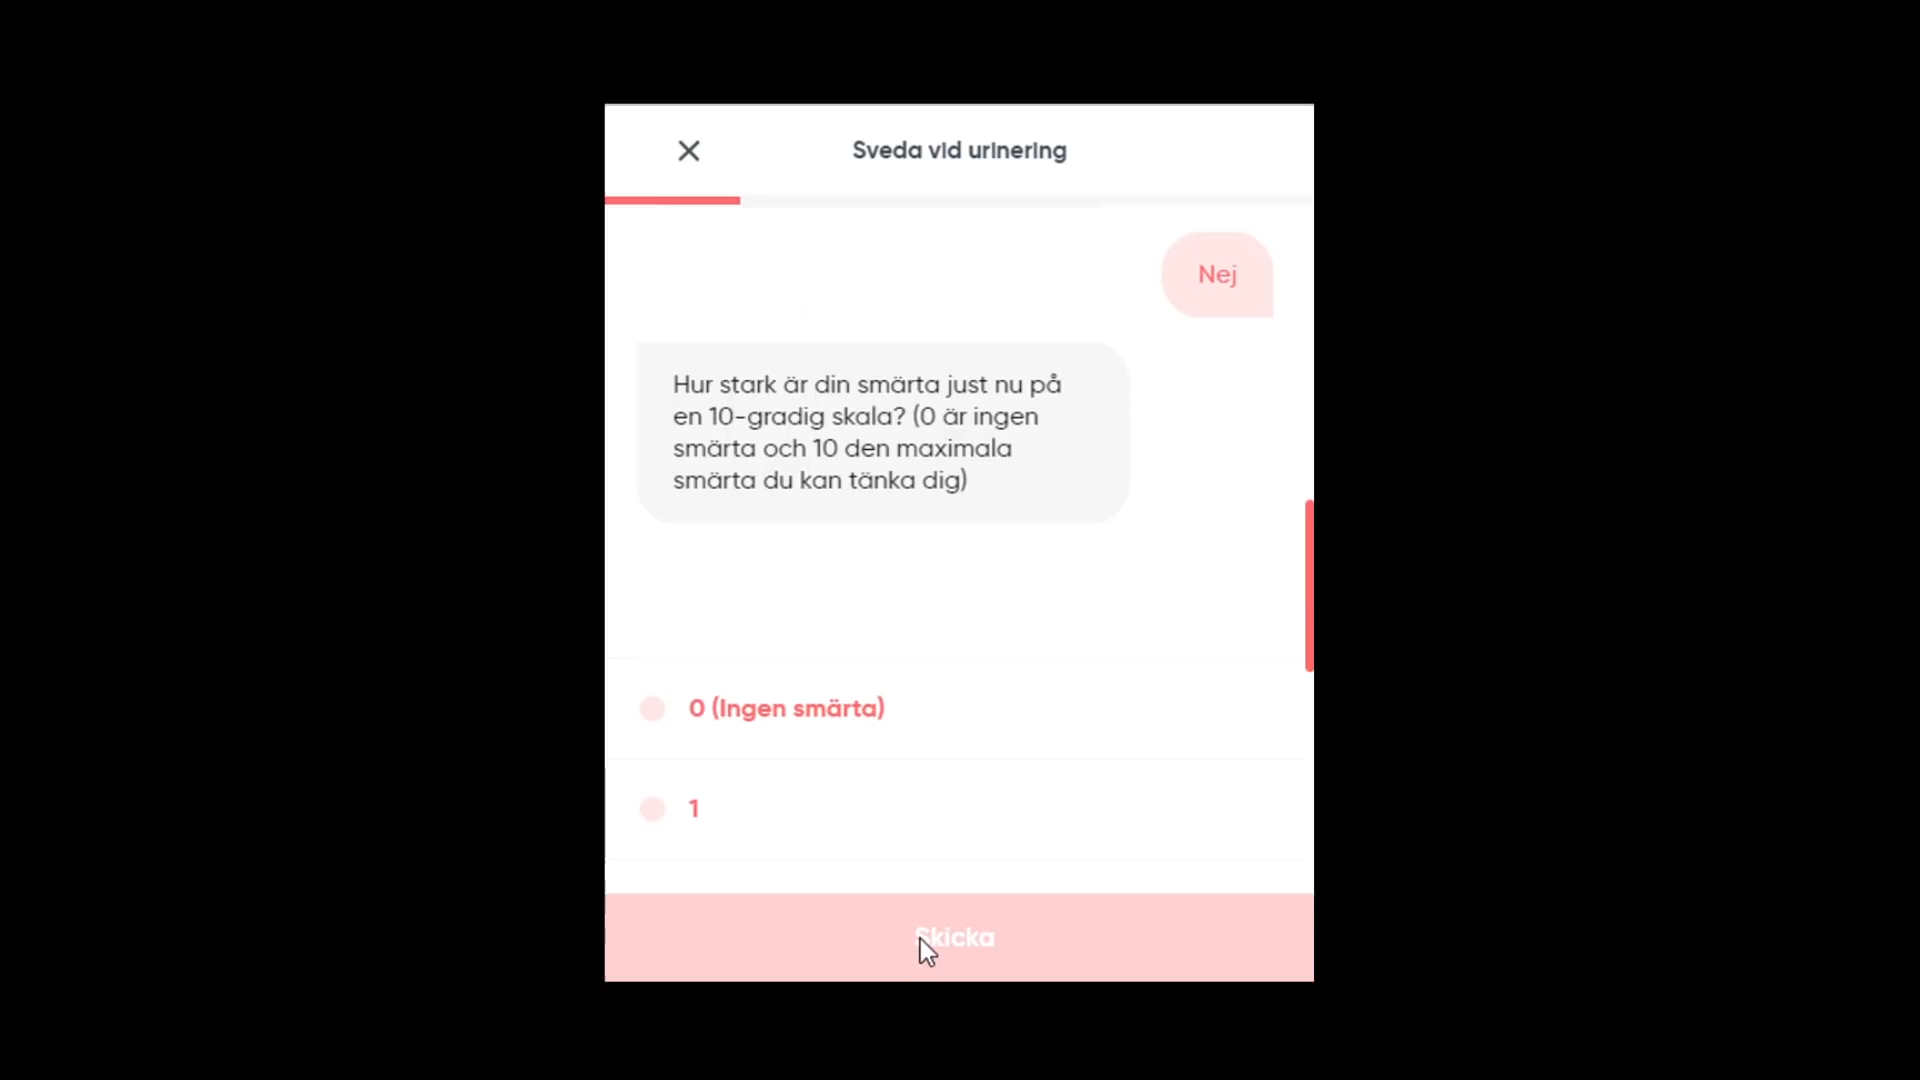 Sveda vid urinering
Nej
Hur stark är din smärta just nu på
en 10-gradig skala? (0 är ingen
smärta och 10 den maximala
smärta du kan tänka dig)
0 (Ingen smärta)
1
Skicka